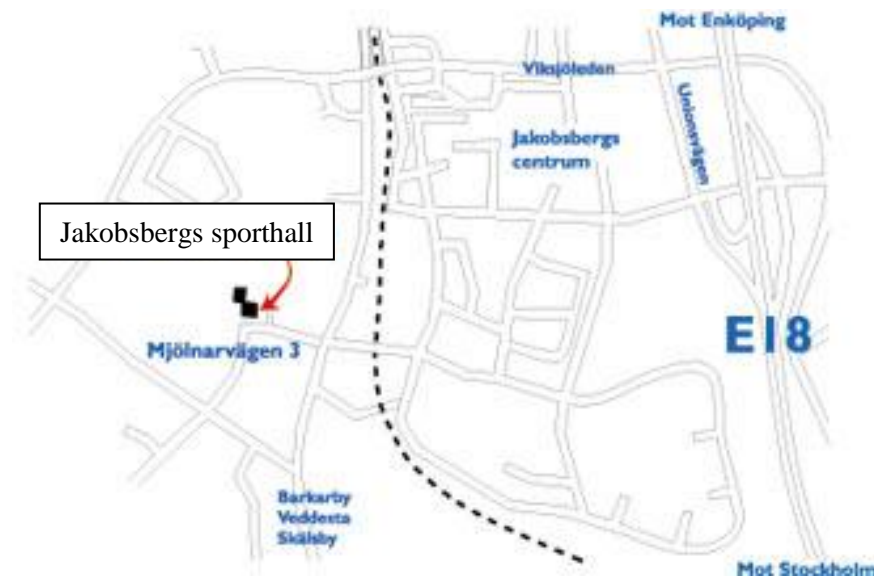 Mot Enköping
Viksjöleden
Unionsvägen
Jakobsbergs
centrum
Jakobsbergs sporthall
E18
Mjölnarvägen 3
Barkarby
Veddesta
Skälsby
Mot Stockholm